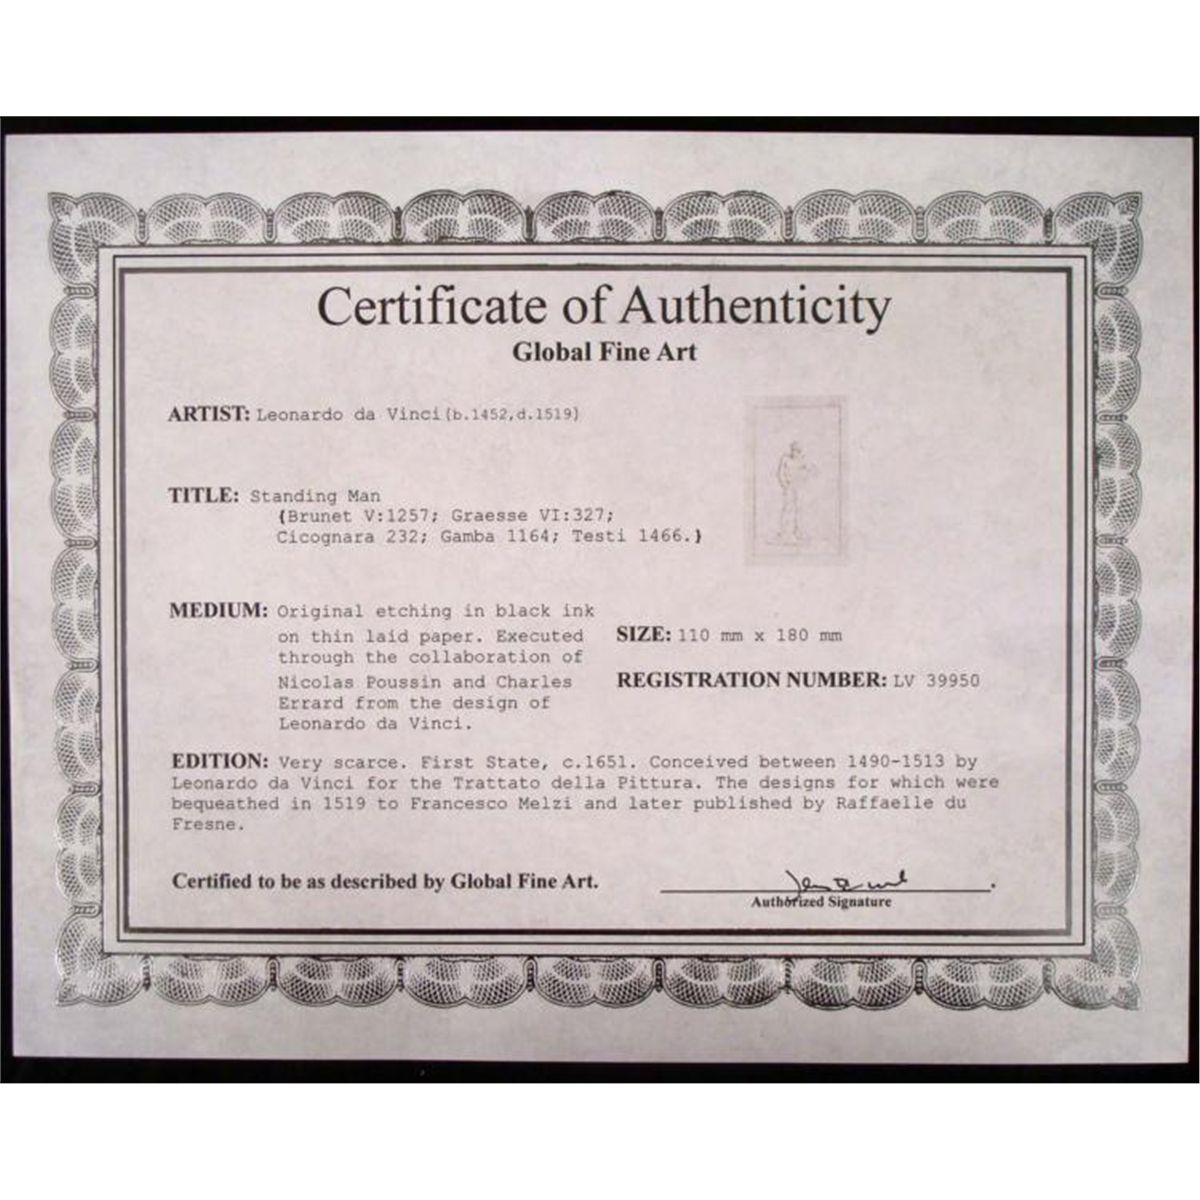 Certificate of Authenticity
Global Fine Art
ARTIST: Leonardo da Vinci(b.1452,d.1519)
TITLE: Standing Man
{Brunet V:1257; Graesse VI:327;
Cicognara 232; Gamba 1164; Testi 1466.}
MEDIUM: Original etching in black ink
on thin laid paper. Executed
through the collaboration of
Nicolas Poussin and Charles
Errard from the design of
Leonardo da Vinci.
SIZE: 110 mm x 180 mm
REGISTRATION NUMBER: LV 39950
EDITION: Very scarce. First State, c.1651. Conceived between 1490-1513 by
Leonardo da Vinci for the Trattato della Pittura. The designs for which were
bequeathed in 1519 to Francesco Melzi and later published by Raffaelle du
Fresne.
Certified to be as described by Global Fine Art.
Authorized Signature